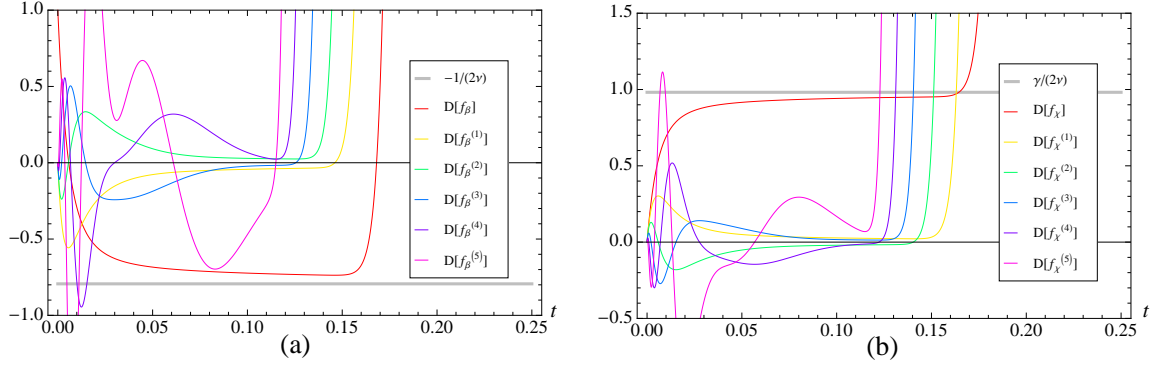 1.0
0.5
0.0
−0.5
−1.0
0.00 0.05 0.10 0.15 0.20 0.25
t
−1/(2ν)
D[f_β]
D[f_β^(1)]
D[f_β^(2)]
D[f_β^(3)]
D[f_β^(4)]
D[f_β^(5)]
(a)
1.5
1.0
0.5
0.0
−0.5
0.00 0.05 0.10 0.15 0.20 0.25
t
γ/(2ν)
D[f_χ]
D[f_χ^(1)]
D[f_χ^(2)]
D[f_χ^(3)]
D[f_χ^(4)]
D[f_χ^(5)]
(b)